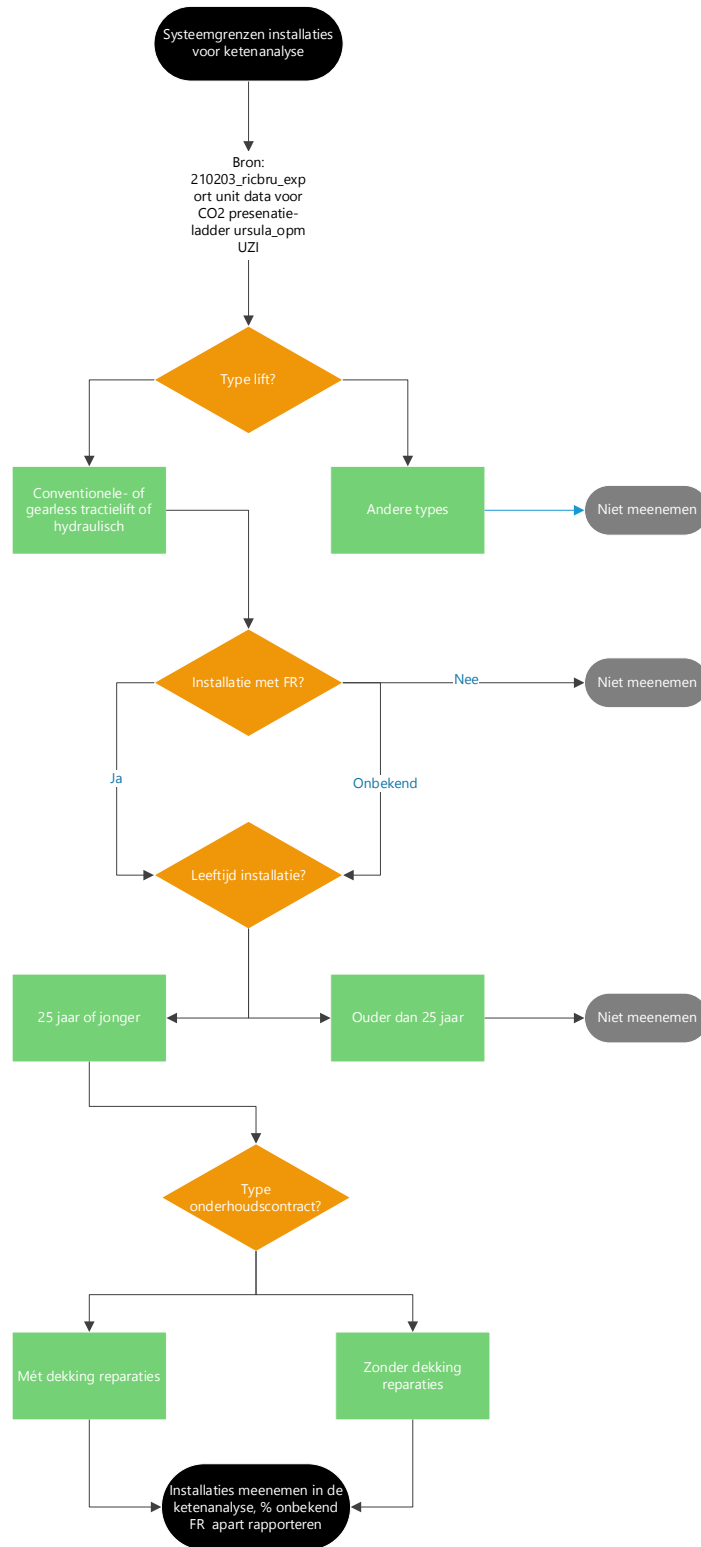 Systeemgrenzen installaties
voor ketenanalyse
Bron:
210203_ricbru_exp
ort unit data voor
CO2 presenatie-
ladder ursula_opm
UZI
Type lift?
Conventionele- of
gearless tractielift of
hydraulisch
Andere types
Niet meenemen
Installatie met FR?
Nee
Niet meenemen
Ja
Onbekend
Leeftijd installatie?
25 jaar of jonger
Ouder dan 25 jaar
Niet meenemen
Type
onderhoudscontract?
Mét dekking reparaties
Zonder dekking
reparaties
Installaties meenemen in de
ketenanalyse, % onbekend
FR apart rapporteren